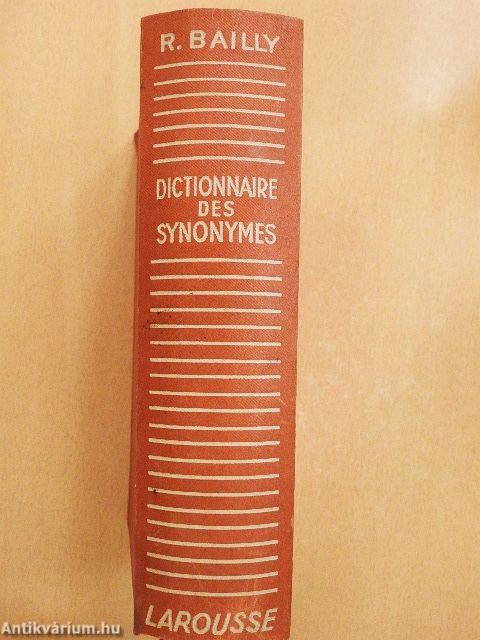 R. BAILLY
DICTIONNAIRE
DES
SYNONYMES
LAROUSSE
Antikvárium.hu